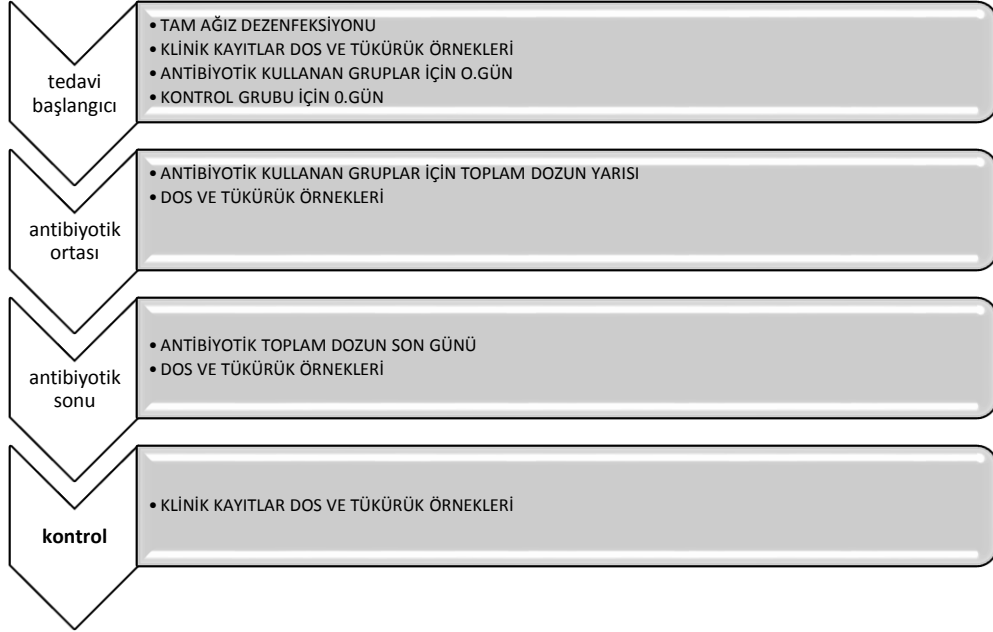 tedavi
başlangıcı
• TAM AĞIZ DEZENFEKSİYONU
• KLİNİK KAYITLAR DOS VE TÜKÜRÜK ÖRNEKLERİ
• ANTİBİYOTİK KULLANAN GRUPLAR İÇİN O.GÜN
• KONTROL GRUBU İÇİN 0.GÜN
antibiyotik
ortası
• ANTİBİYOTİK KULLANAN GRUPLAR İÇİN TOPLAM DOZUN YARISI
• DOS VE TÜKÜRÜK ÖRNEKLERİ
antibiyotik
sonu
• ANTİBİYOTİK TOPLAM DOZUN SON GÜNÜ
• DOS VE TÜKÜRÜK ÖRNEKLERİ
kontrol
• KLİNİK KAYITLAR DOS VE TÜKÜRÜK ÖRNEKLERİ